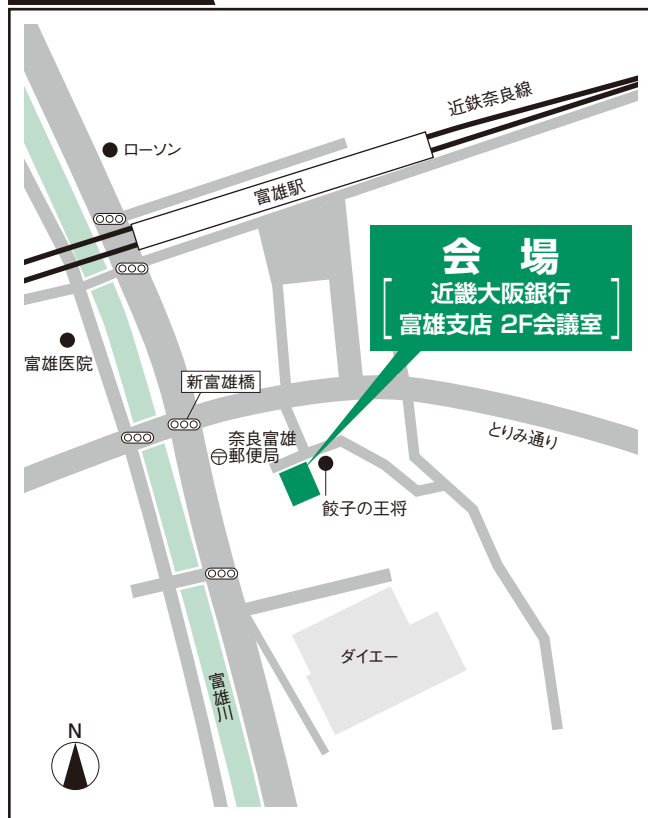 近鉄奈良線
ローソン
富雄駅
会 場
近畿大阪銀行
富雄支店 2F会議室
富雄医院
新富雄橋
奈良富雄
郵便局
とりみ通り
餃子の王将
ダイエー
富雄川
N